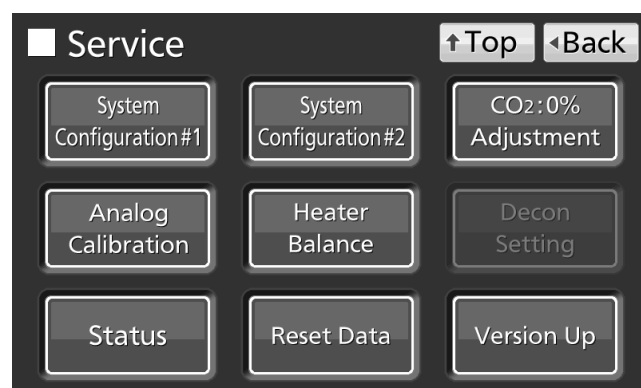 Service
↑Top
◂Back
System
Configuration#1
System
Configuration#2
CO2:0%
Adjustment
Analog
Calibration
Heater
Balance
Decon
Setting
Status
Reset Data
Version Up